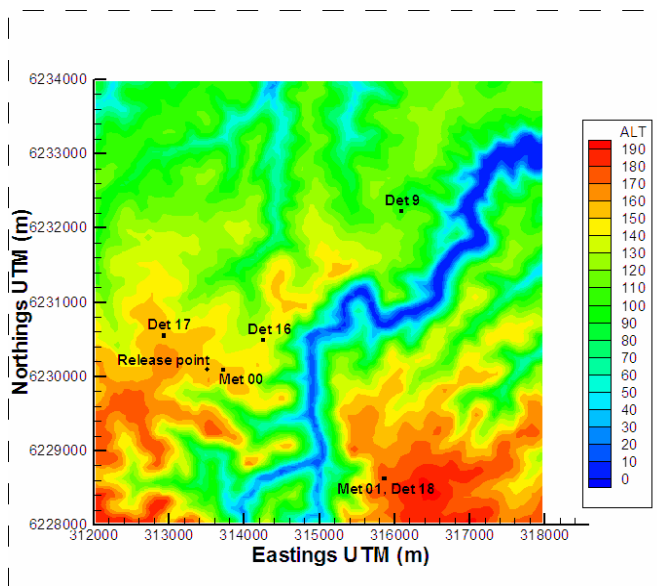 6234000
6233000
6232000
6231000
6230000
6229000
6228000
Northings UTM (m)
Det 9
Det 17
Det 16
Release point
Met 00
Met 01, Det 18
312000 313000 314000 315000 316000 317000 318000
Eastings UTM (m)
ALT
190
180
170
160
150
140
130
120
110
100
90
80
70
60
50
40
30
20
10
0